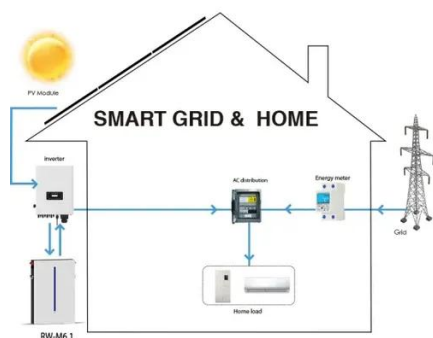 PV Module
SMART GRID & HOME
Inverter
AC distribution
Energy meter
Grid
Home load
RW-M6.1